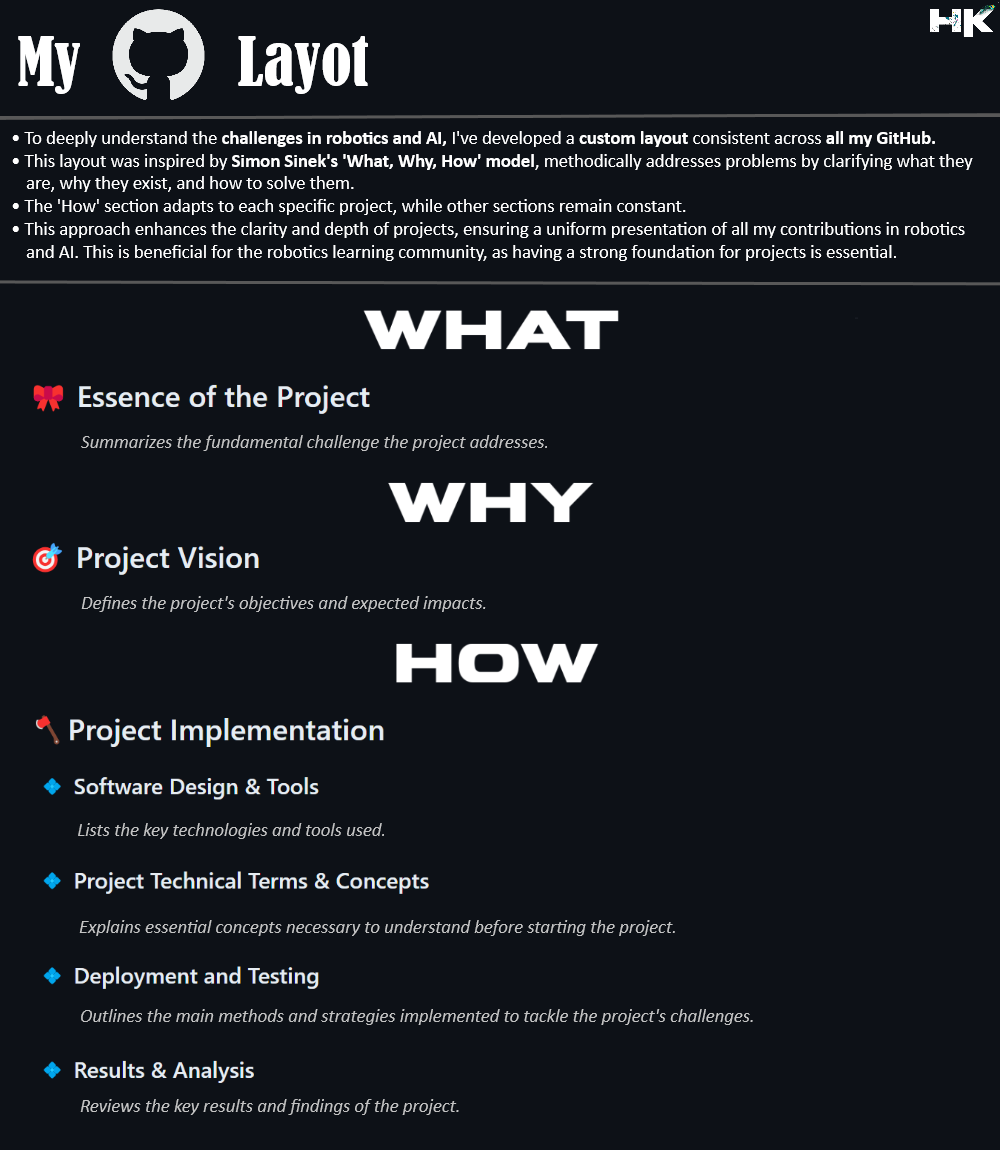 HK
My Layot
• To deeply understand the challenges in robotics and AI, I've developed a custom layout consistent across all my GitHub.
• This layout was inspired by Simon Sinek's 'What, Why, How' model, methodically addresses problems by clarifying what they
are, why they exist, and how to solve them.
• The 'How' section adapts to each specific project, while other sections remain constant.
• This approach enhances the clarity and depth of projects, ensuring a uniform presentation of all my contributions in robotics
and AI. This is beneficial for the robotics learning community, as having a strong foundation for projects is essential.
WHAT
Essence of the Project
Summarizes the fundamental challenge the project addresses.
WHY
Project Vision
Defines the project's objectives and expected impacts.
HOW
Project Implementation
Software Design & Tools
Lists the key technologies and tools used.
Project Technical Terms & Concepts
Explains essential concepts necessary to understand before starting the project.
Deployment and Testing
Outlines the main methods and strategies implemented to tackle the project's challenges.
Results & Analysis
Reviews the key results and findings of the project.